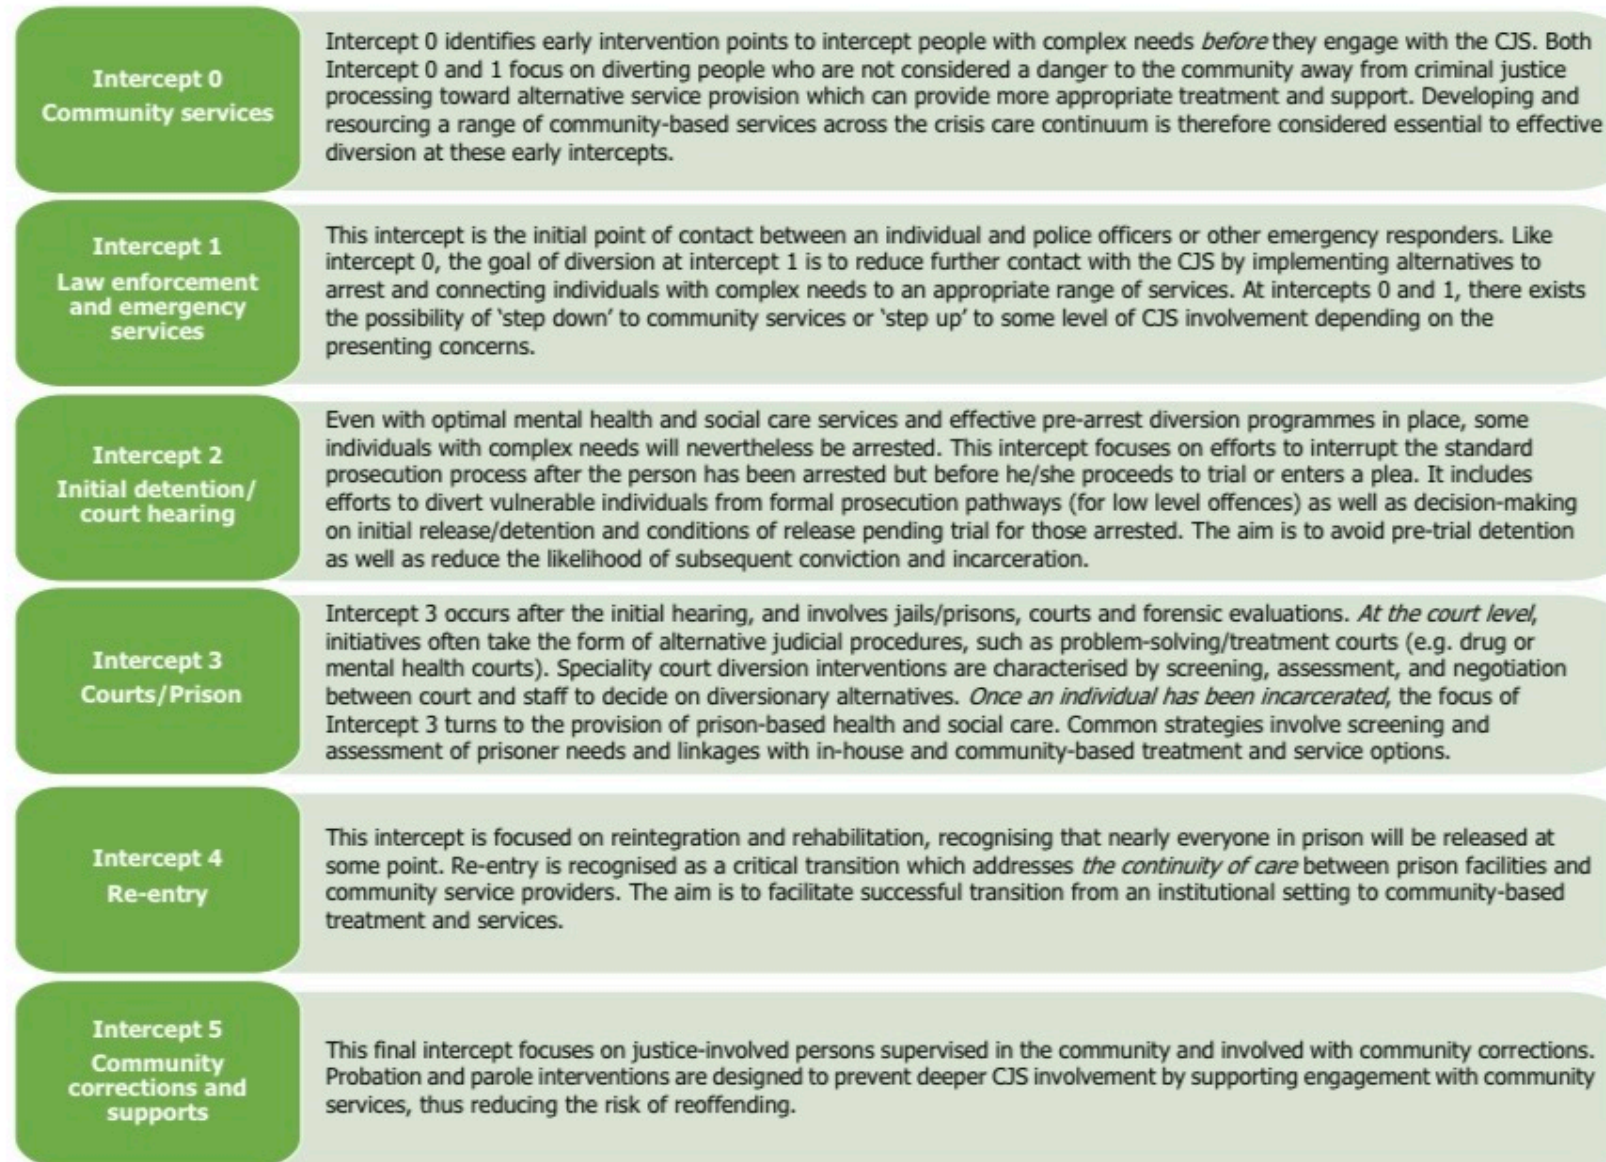 Intercept 0
Community services
Intercept 0 identifies early intervention points to intercept people with complex needs before they engage with the CJS. Both
Intercept 0 and 1 focus on diverting people who are not considered a danger to the community away from criminal justice
processing toward alternative service provision which can provide more appropriate treatment and support. Developing and
resourcing a range of community-based services across the crisis care continuum is therefore considered essential to effective
diversion at these early intercepts.
Intercept 1
Law enforcement
and emergency
services
This intercept is the initial point of contact between an individual and police officers or other emergency responders. Like
intercept 0, the goal of diversion at intercept 1 is to reduce further contact with the CJS by implementing alternatives to
arrest and connecting individuals with complex needs to an appropriate range of services. At intercepts 0 and 1, there exists
the possibility of ‘step down’ to community services or ‘step up’ to some level of CJS involvement depending on the
presenting concerns.
Intercept 2
Initial detention/
court hearing
Even with optimal mental health and social care services and effective pre-arrest diversion programmes in place, some
individuals with complex needs will nevertheless be arrested. This intercept focuses on efforts to interrupt the standard
prosecution process after the person has been arrested but before he/she proceeds to trial or enters a plea. It includes
efforts to divert vulnerable individuals from formal prosecution pathways (for low level offences) as well as decision-making
on initial release/detention and conditions of release pending trial for those arrested. The aim is to avoid pre-trial detention
as well as reduce the likelihood of subsequent conviction and incarceration.
Intercept 3
Courts/Prison
Intercept 3 occurs after the initial hearing, and involves jails/prisons, courts and forensic evaluations. At the court level,
initiatives often take the form of alternative judicial procedures, such as problem-solving/treatment courts (e.g. drug or
mental health courts). Speciality court diversion interventions are characterised by screening, assessment, and negotiation
between court and staff to decide on diversionary alternatives. Once an individual has been incarcerated, the focus of
Intercept 3 turns to the provision of prison-based health and social care. Common strategies involve screening and
assessment of prisoner needs and linkages with in-house and community-based treatment and service options.
Intercept 4
Re-entry
This intercept is focused on reintegration and rehabilitation, recognising that nearly everyone in prison will be released at
some point. Re-entry is recognised as a critical transition which addresses the continuity of care between prison facilities and
community service providers. The aim is to facilitate successful transition from an institutional setting to community-based
treatment and services.
Intercept 5
Community
corrections and
supports
This final intercept focuses on justice-involved persons supervised in the community and involved with community corrections.
Probation and parole interventions are designed to prevent deeper CJS involvement by supporting engagement with community
services, thus reducing the risk of reoffending.